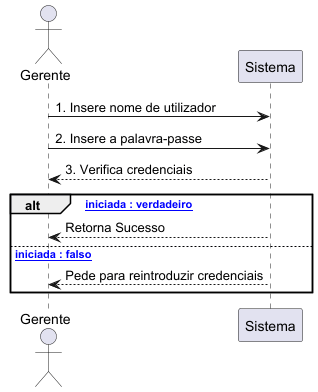 Gerente
Sistema
1. Insere nome de utilizador
2. Insere a palavra-passe
3. Verifica credenciais
alt
iniciada : verdadeiro
Retorna Sucesso
iniciada : falso
Pede para reintroduzir credenciais
Gerente
Sistema